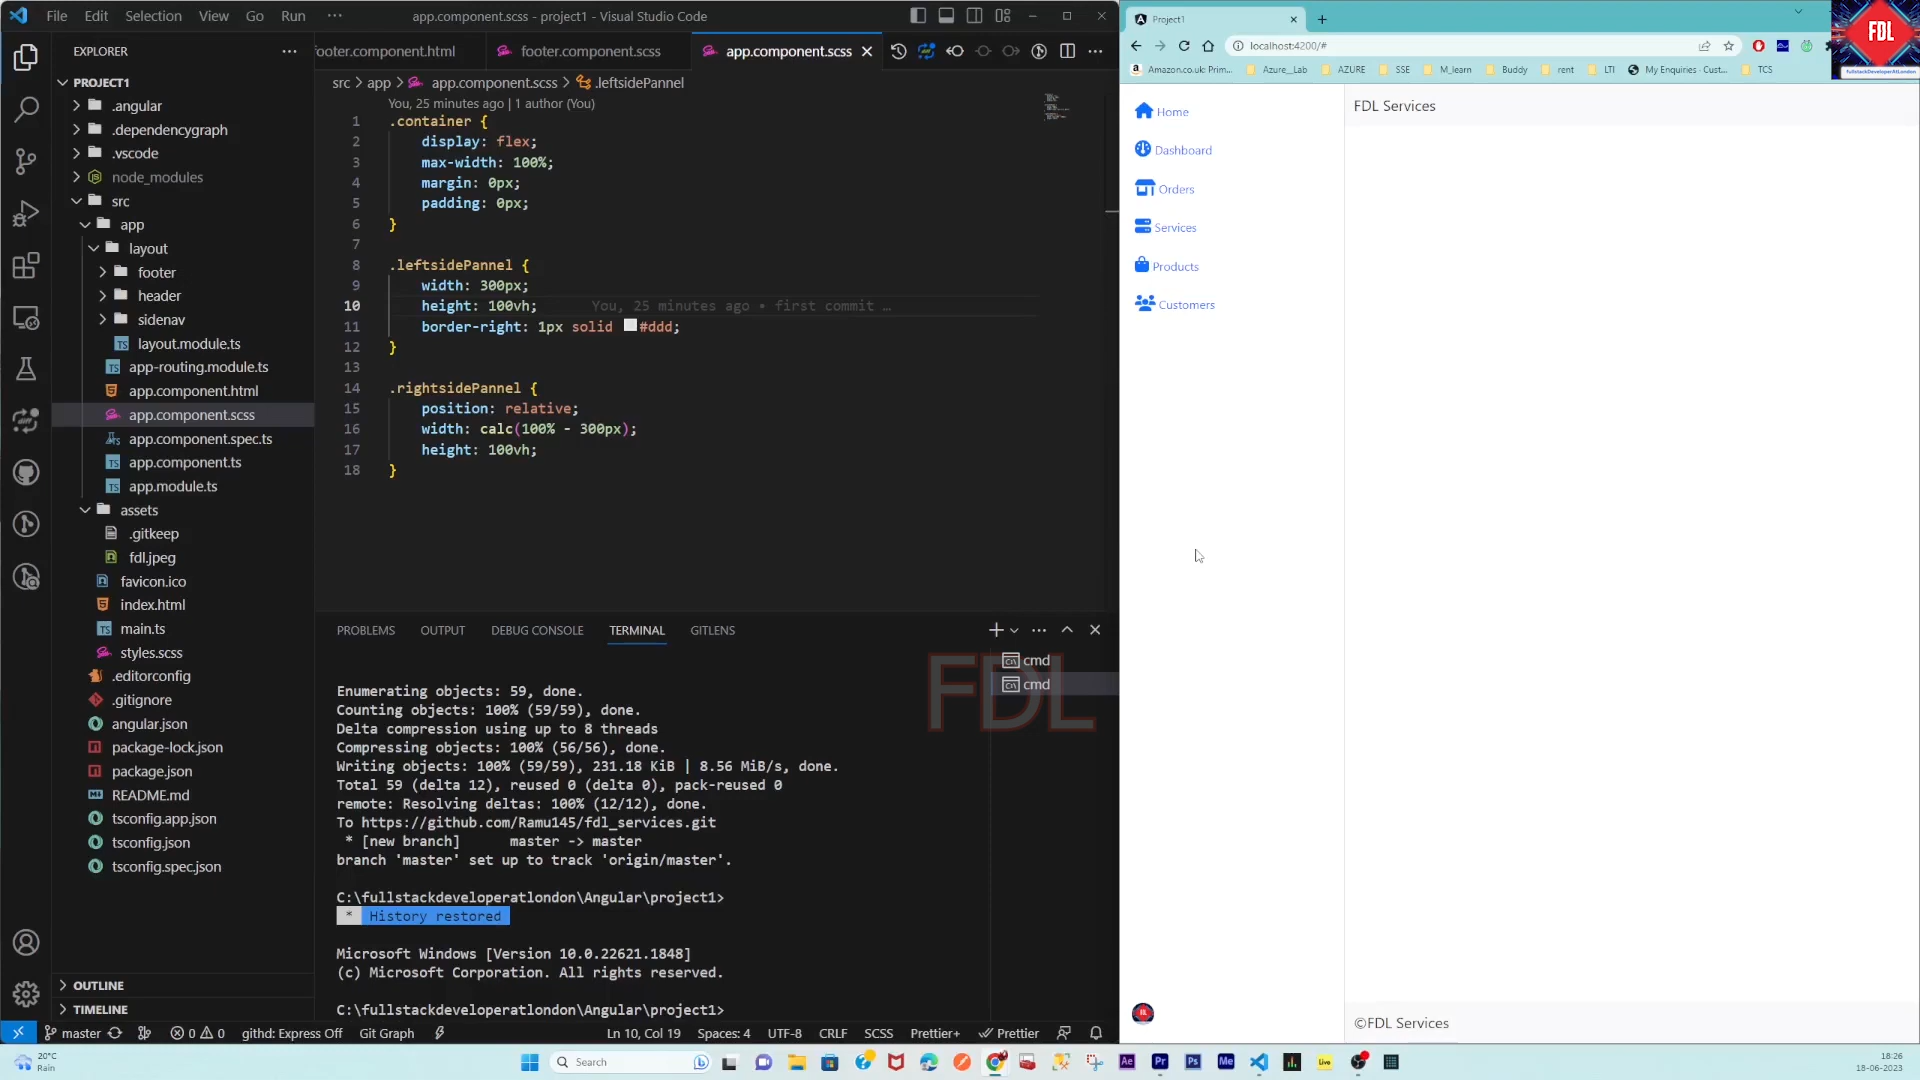 File Edit Selection View Go Run ··· app.component.scss - project1 - Visual Studio Code
EXPLORER
PROJECT1
.angular
.dependencygraph
.vscode
node_modules
src
app
layout
footer
header
sidenav
layout.module.ts
app-routing.module.ts
app.component.html
app.component.scss
app.component.spec.ts
app.component.ts
app.module.ts
assets
.gitkeep
fdl.jpeg
favicon.ico
index.html
main.ts
styles.scss
.editorconfig
.gitignore
angular.json
package-lock.json
package.json
README.md
tsconfig.app.json
tsconfig.json
tsconfig.spec.json
OUTLINE
TIMELINE
footer.component.html footer.component.scss app.component.scss
src > app > app.component.scss > .leftsidePannel
You, 25 minutes ago | 1 author (You)
1 .container {
2 display: flex;
3 max-width: 100%;
4 margin: 0px;
5 padding: 0px;
6 }
7
8 .leftsidePannel {
9 width: 300px;
10 height: 100vh; You, 25 minutes ago • first commit …
11 border-right: 1px solid #ddd;
12 }
13
14 .rightsidePannel {
15 position: relative;
16 width: calc(100% - 300px);
17 height: 100vh;
18 }
PROBLEMS OUTPUT DEBUG CONSOLE TERMINAL GITLENS
cmd
cmd
FDL
Enumerating objects: 59, done.
Counting objects: 100% (59/59), done.
Delta compression using up to 8 threads
Compressing objects: 100% (56/56), done.
Writing objects: 100% (59/59), 231.18 KiB | 8.56 MiB/s, done.
Total 59 (delta 12), reused 0 (delta 0), pack-reused 0
remote: Resolving deltas: 100% (12/12), done.
To https://github.com/Ramu145/fdl_services.git
* [new branch] master -> master
branch 'master' set up to track 'origin/master'.
C:\fullstackdeveloperatlondon\Angular\project1>
* History restored
Microsoft Windows [Version 10.0.22621.1848]
(c) Microsoft Corporation. All rights reserved.
C:\fullstackdeveloperatlondon\Angular\project1>
master 0 0 githd: Express Off Git Graph Ln 10, Col 19 Spaces: 4 UTF-8 CRLF SCSS Prettier+ Prettier
Project1
localhost:4200/#
Amazon.co.uk: Prim... Azure__Lab AZURE SSE M_learn Buddy rent LTI My Enquiries - Cust... TCS
FDL
fullstackDeveloperAtLondon
Home
Dashboard
Orders
Services
Products
Customers
FDL Services
©FDL Services
20°C
Rain
Search
Ae Pr Ps Me Live
18:26
18-06-2023